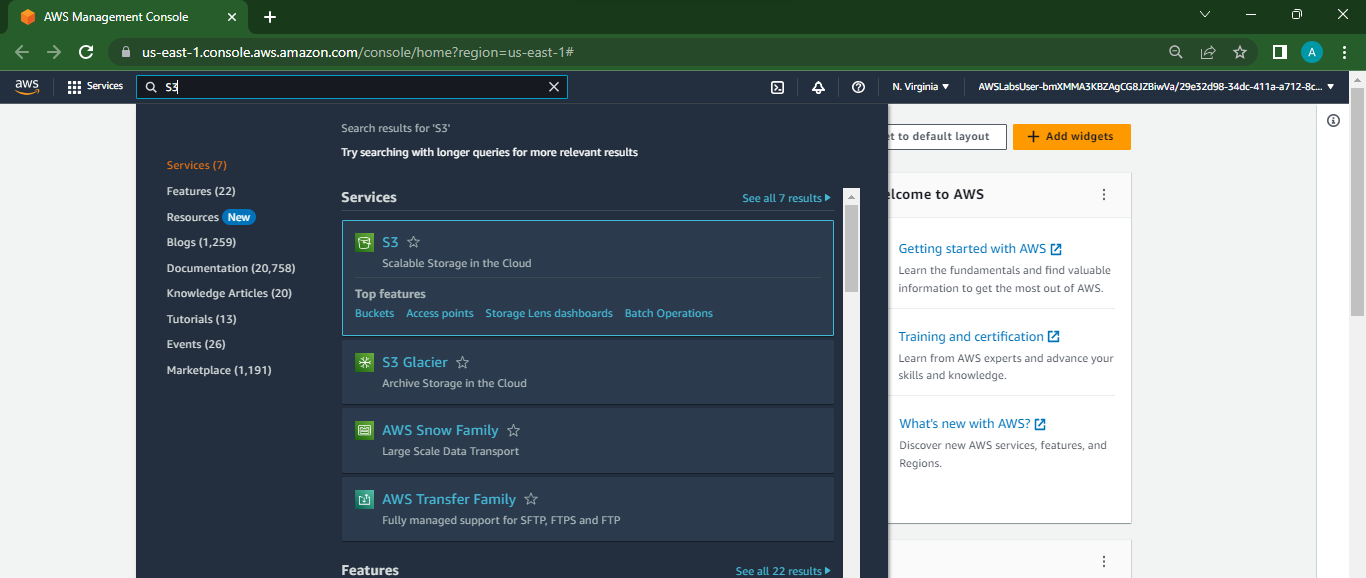 AWS Management Console
us-east-1.console.aws.amazon.com/console/home?region=us-east-1#
A
aws
Services
S3
N. Virginia
AWSLabsUser-bmXMMA3KBZAgCG8JZBiwVa/29e32d98-34dc-411a-a712-8c...
Services (7)
Features (22)
Resources New
Blogs (1,259)
Documentation (20,758)
Knowledge Articles (20)
Tutorials (13)
Events (26)
Marketplace (1,191)
Search results for 'S3'
Try searching with longer queries for more relevant results
Services See all 7 results
S3
Scalable Storage in the Cloud
Top features
Buckets Access points Storage Lens dashboards Batch Operations
S3 Glacier
Archive Storage in the Cloud
AWS Snow Family
Large Scale Data Transport
AWS Transfer Family
Fully managed support for SFTP, FTPS and FTP
Features See all 22 results
et to default layout
+ Add widgets
elcome to AWS
Getting started with AWS
Learn the fundamentals and find valuable
information to get the most out of AWS.
Training and certification
Learn from AWS experts and advance your
skills and knowledge.
What's new with AWS?
Discover new AWS services, features, and
Regions.